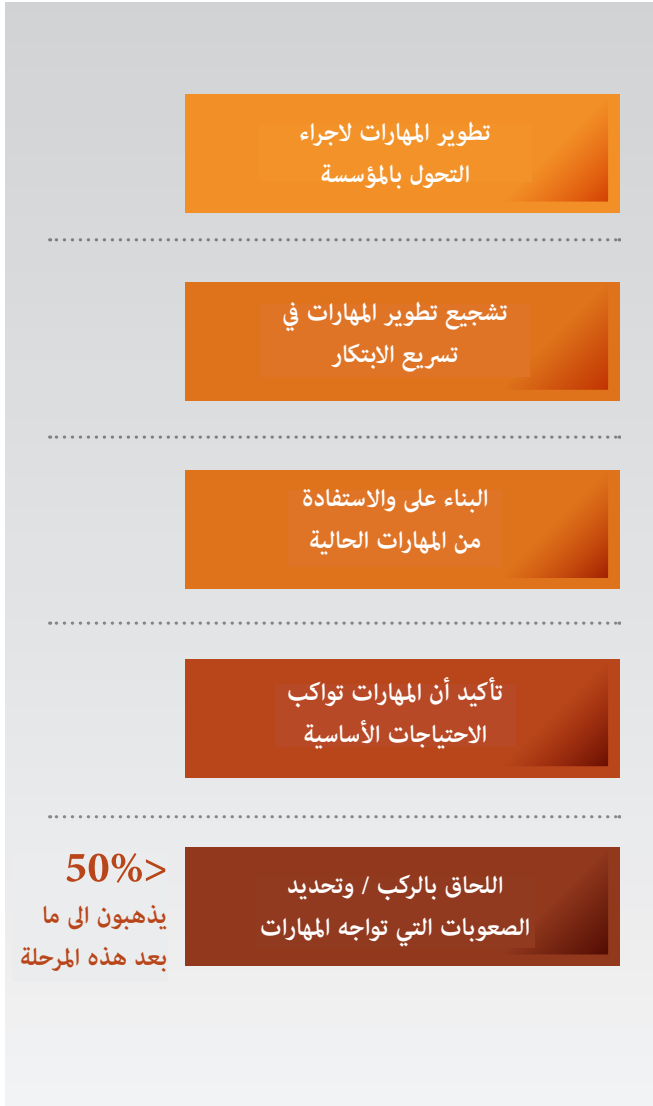 تطوير المهارات لاجراء
التحول بالمؤسسة
تشجيع تطوير المهارات في
تسريع الابتكار
البناء على والاستفادة
من المهارات الحالية
تأكيد أن المهارات تواكب
الاحتياجات الأساسية
اللحاق بالركب / وتحديد
الصعوبات التي تواجه المهارات
50%>
يذهبون الى ما
بعد هذه المرحلة